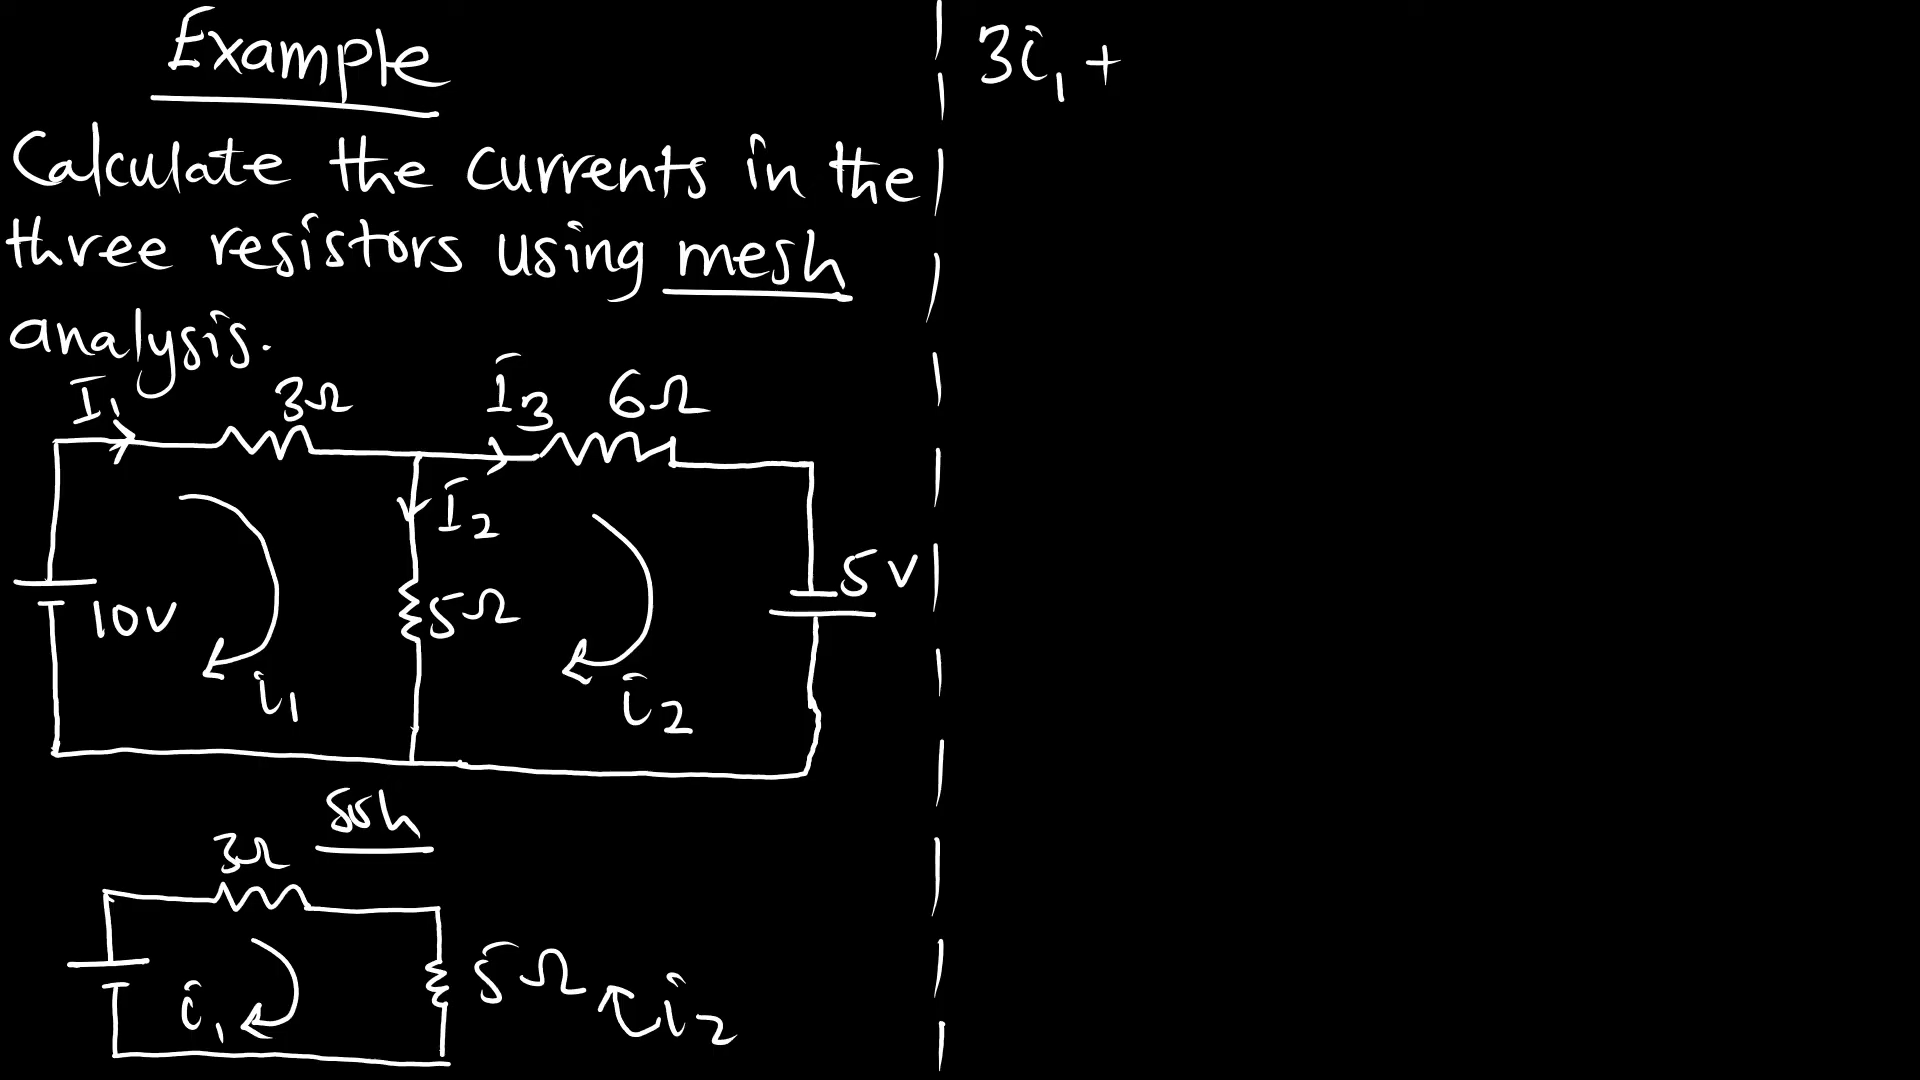 Example
Calculate the currents in the
three resistors using mesh
analysis.
I₁ 3Ω I₃ 6Ω
I₂
10V 5Ω 5V
i₁ i₂
Soln
3Ω
i₁ 5Ω i₂
3i₁ +